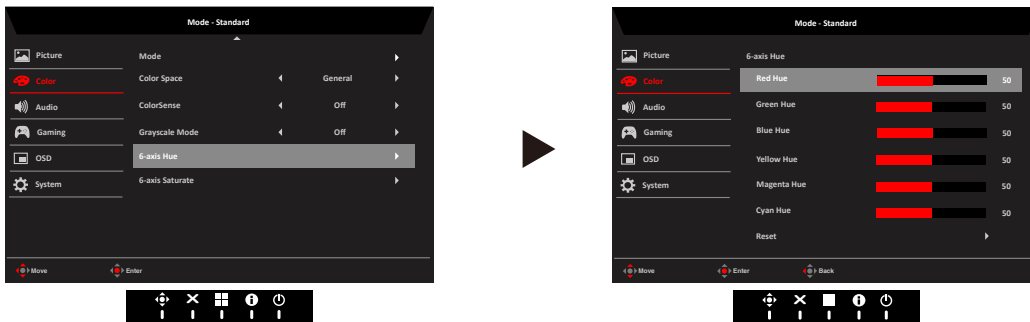 Mode - Standard
Picture
Color
Audio
Gaming
OSD
System
Mode
Color Space General
ColorSense Off
Grayscale Mode Off
6-axis Hue
6-axis Saturate
Move Enter
Mode - Standard
Picture
Color
Audio
Gaming
OSD
System
6-axis Hue
Red Hue 50
Green Hue 50
Blue Hue 50
Yellow Hue 50
Magenta Hue 50
Cyan Hue 50
Reset
Move Enter Back